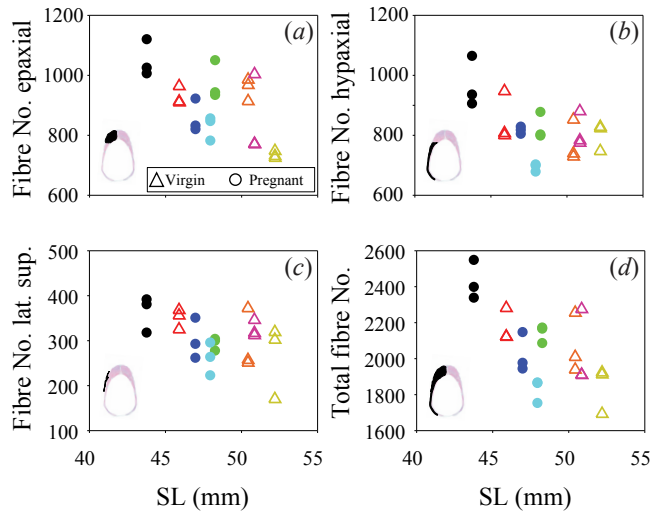 (a)
Fibre No. epaxial
1200
1000
800
600
Virgin Pregnant
(b)
Fibre No. hypaxial
1200
1000
800
600
(c)
Fibre No. lat. sup.
500
400
300
200
100
40 45 50 55
SL (mm)
(d)
Total fibre No.
2600
2400
2200
2000
1800
1600
40 45 50 55
SL (mm)